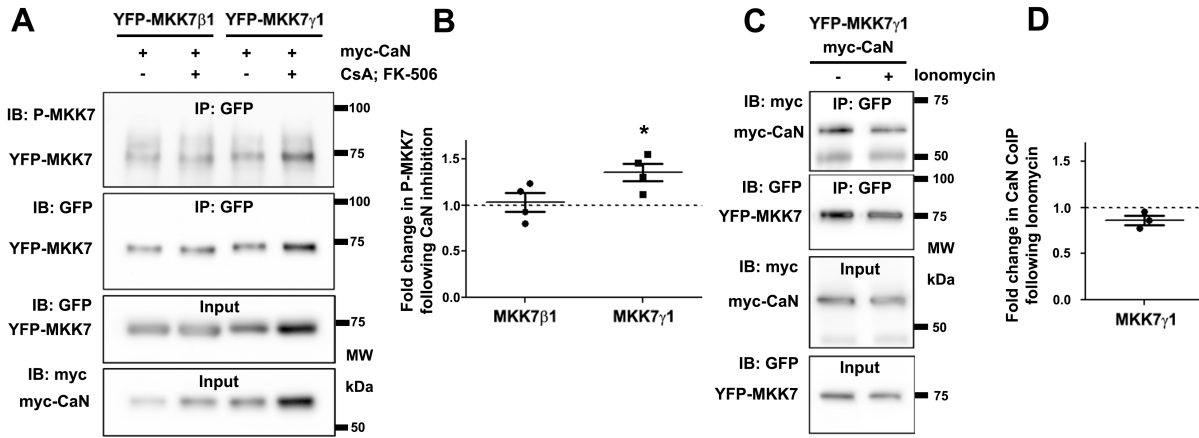 A
YFP-MKK7β1 YFP-MKK7γ1
+ + + + myc-CaN
- + - + CsA; FK-506
IB: P-MKK7
IP: GFP
100
YFP-MKK7
75
IB: GFP
IP: GFP
100
YFP-MKK7
75
IB: GFP
Input
YFP-MKK7
75
MW
IB: myc
Input
kDa
myc-CaN
50
B
Fold change in P-MKK7
following CaN inhibition
1.5
1.0
0.5
0.0
*
MKK7β1 MKK7γ1
C
YFP-MKK7γ1
myc-CaN
- + Ionomycin
IB: myc
IP: GFP
75
myc-CaN
50
IB: GFP
IP: GFP
100
YFP-MKK7
75
MW
IB: myc
Input
kDa
myc-CaN
50
IB: GFP
Input
YFP-MKK7
75
D
Fold change in CaN CoIP
following Ionomycin
1.5
1.0
0.5
0.0
MKK7γ1